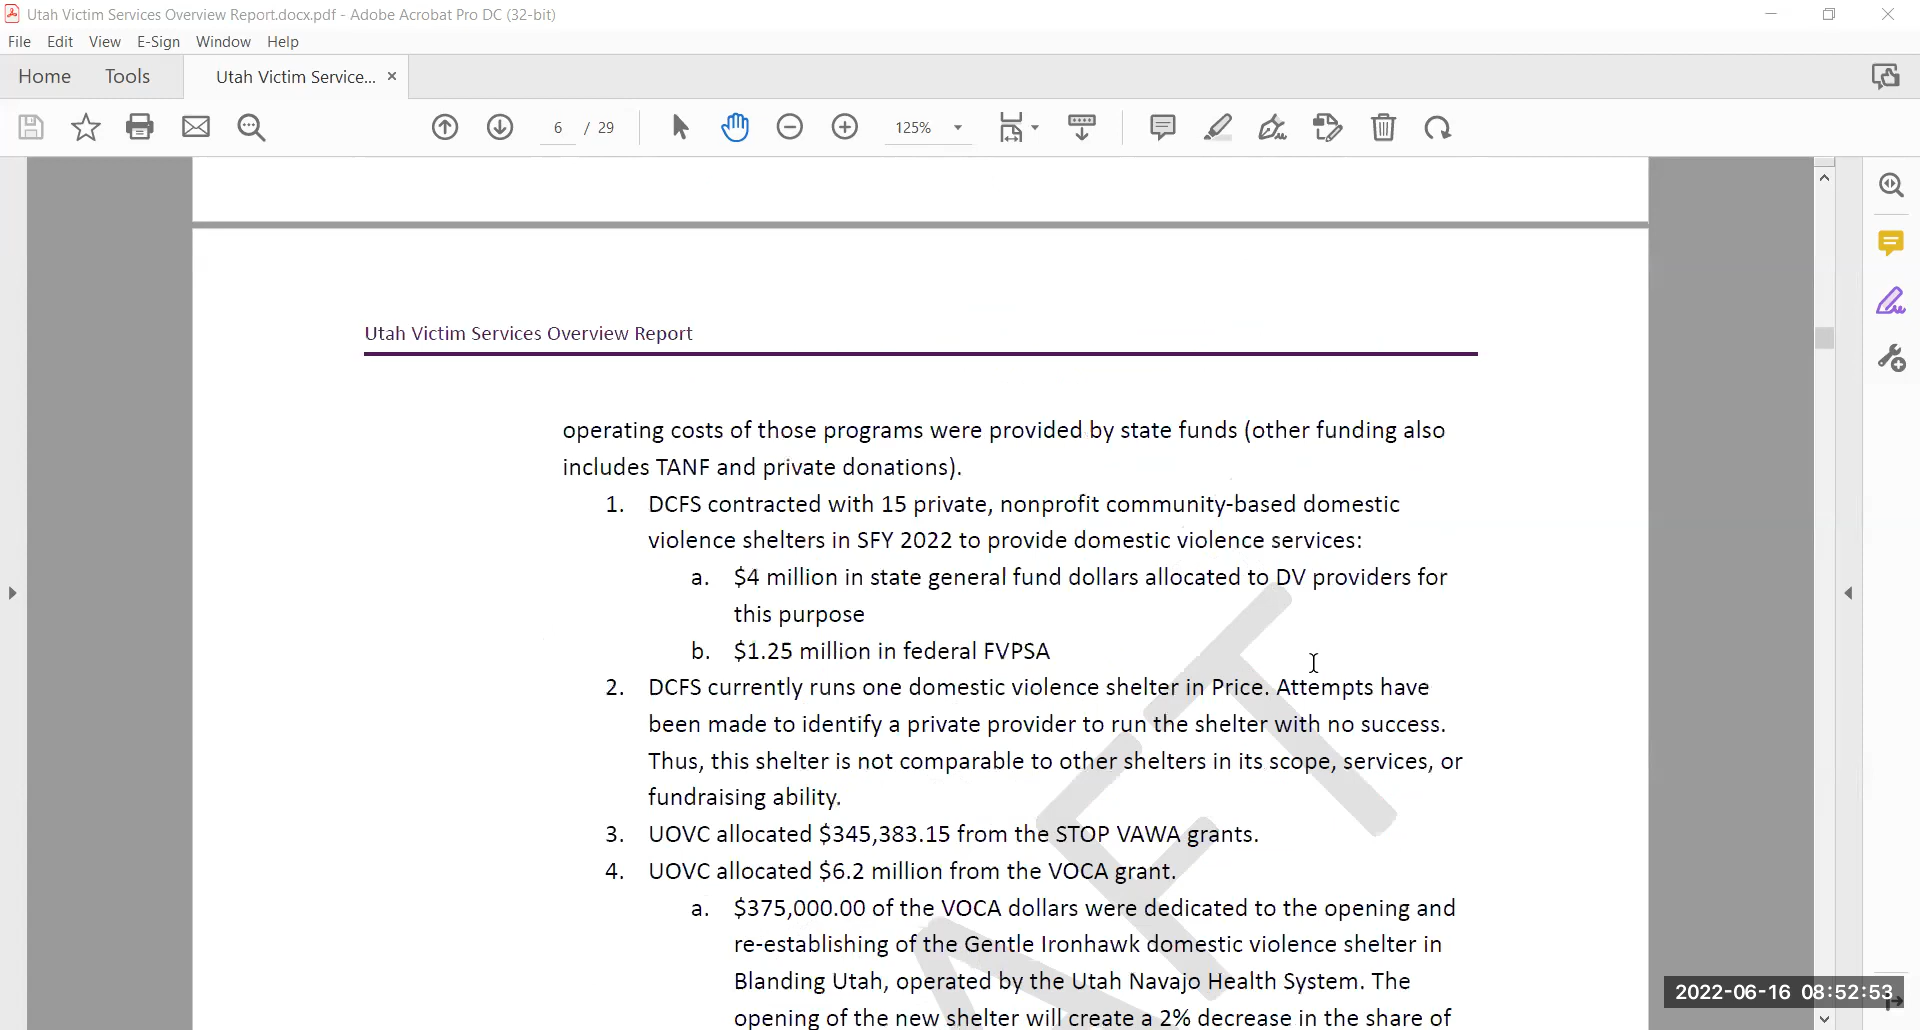 Utah Victim Services Overview Report.docx.pdf - Adobe Acrobat Pro DC (32-bit)
File Edit View E-Sign Window Help
Home Tools Utah Victim Service... ×
6 / 29 125%
Utah Victim Services Overview Report
operating costs of those programs were provided by state funds (other funding also
includes TANF and private donations).
1. DCFS contracted with 15 private, nonprofit community-based domestic
violence shelters in SFY 2022 to provide domestic violence services:
a. $4 million in state general fund dollars allocated to DV providers for
this purpose
b. $1.25 million in federal FVPSA
2. DCFS currently runs one domestic violence shelter in Price. Attempts have
been made to identify a private provider to run the shelter with no success.
Thus, this shelter is not comparable to other shelters in its scope, services, or
fundraising ability.
3. UOVC allocated $345,383.15 from the STOP VAWA grants.
4. UOVC allocated $6.2 million from the VOCA grant.
a. $375,000.00 of the VOCA dollars were dedicated to the opening and
re-establishing of the Gentle Ironhawk domestic violence shelter in
Blanding Utah, operated by the Utah Navajo Health System. The
opening of the new shelter will create a 2% decrease in the share of
AFT
2022-06-16 08:52:53